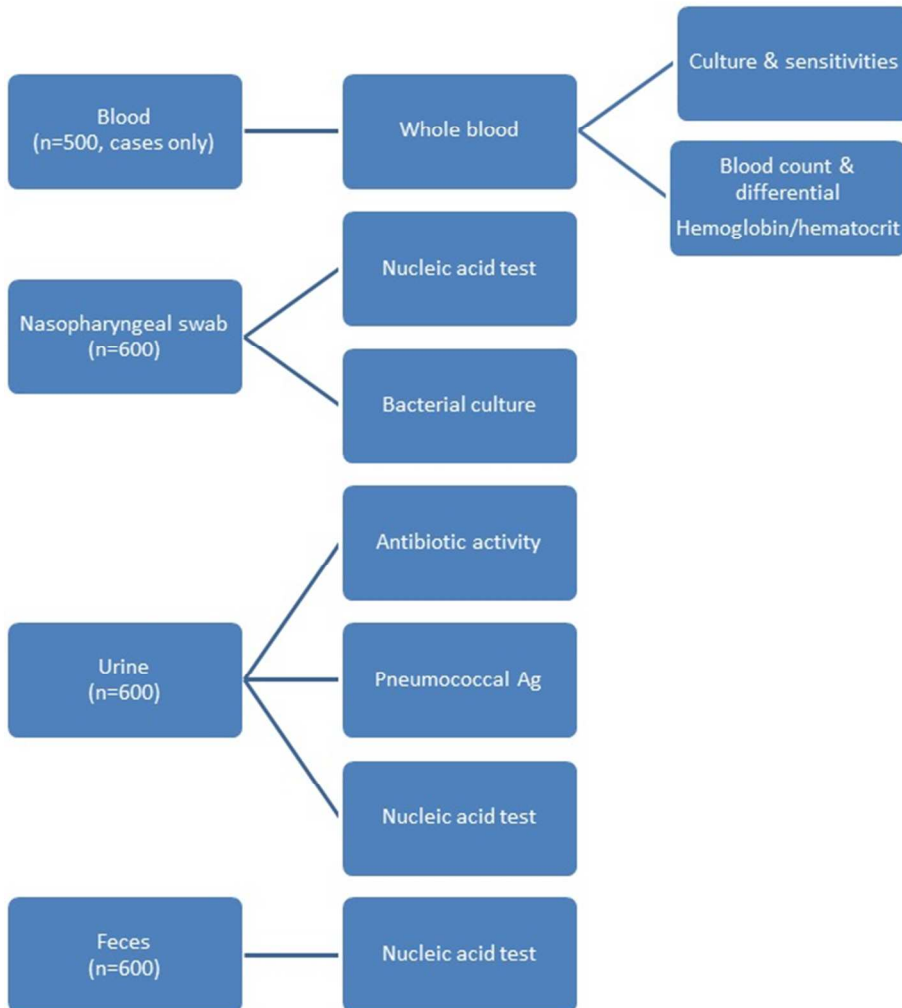 Blood
(n=500, cases only)
Whole blood
Culture & sensitivities
Blood count &
differential
Hemoglobin/hematocrit
Nasopharyngeal swab
(n=600)
Nucleic acid test
Bacterial culture
Urine
(n=600)
Antibiotic activity
Pneumococcal Ag
Nucleic acid test
Feces
(n=600)
Nucleic acid test